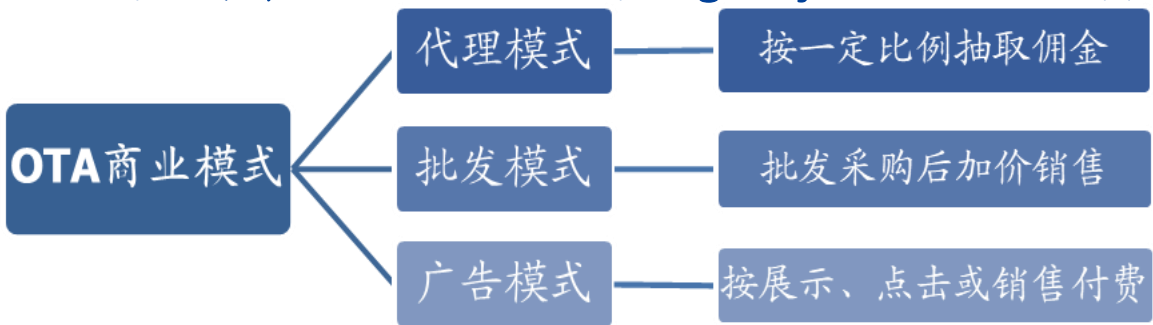 OTA商业模式
代理模式
按一定比例抽取佣金
批发模式
批发采购后加价销售
广告模式
按展示、点击或销售付费